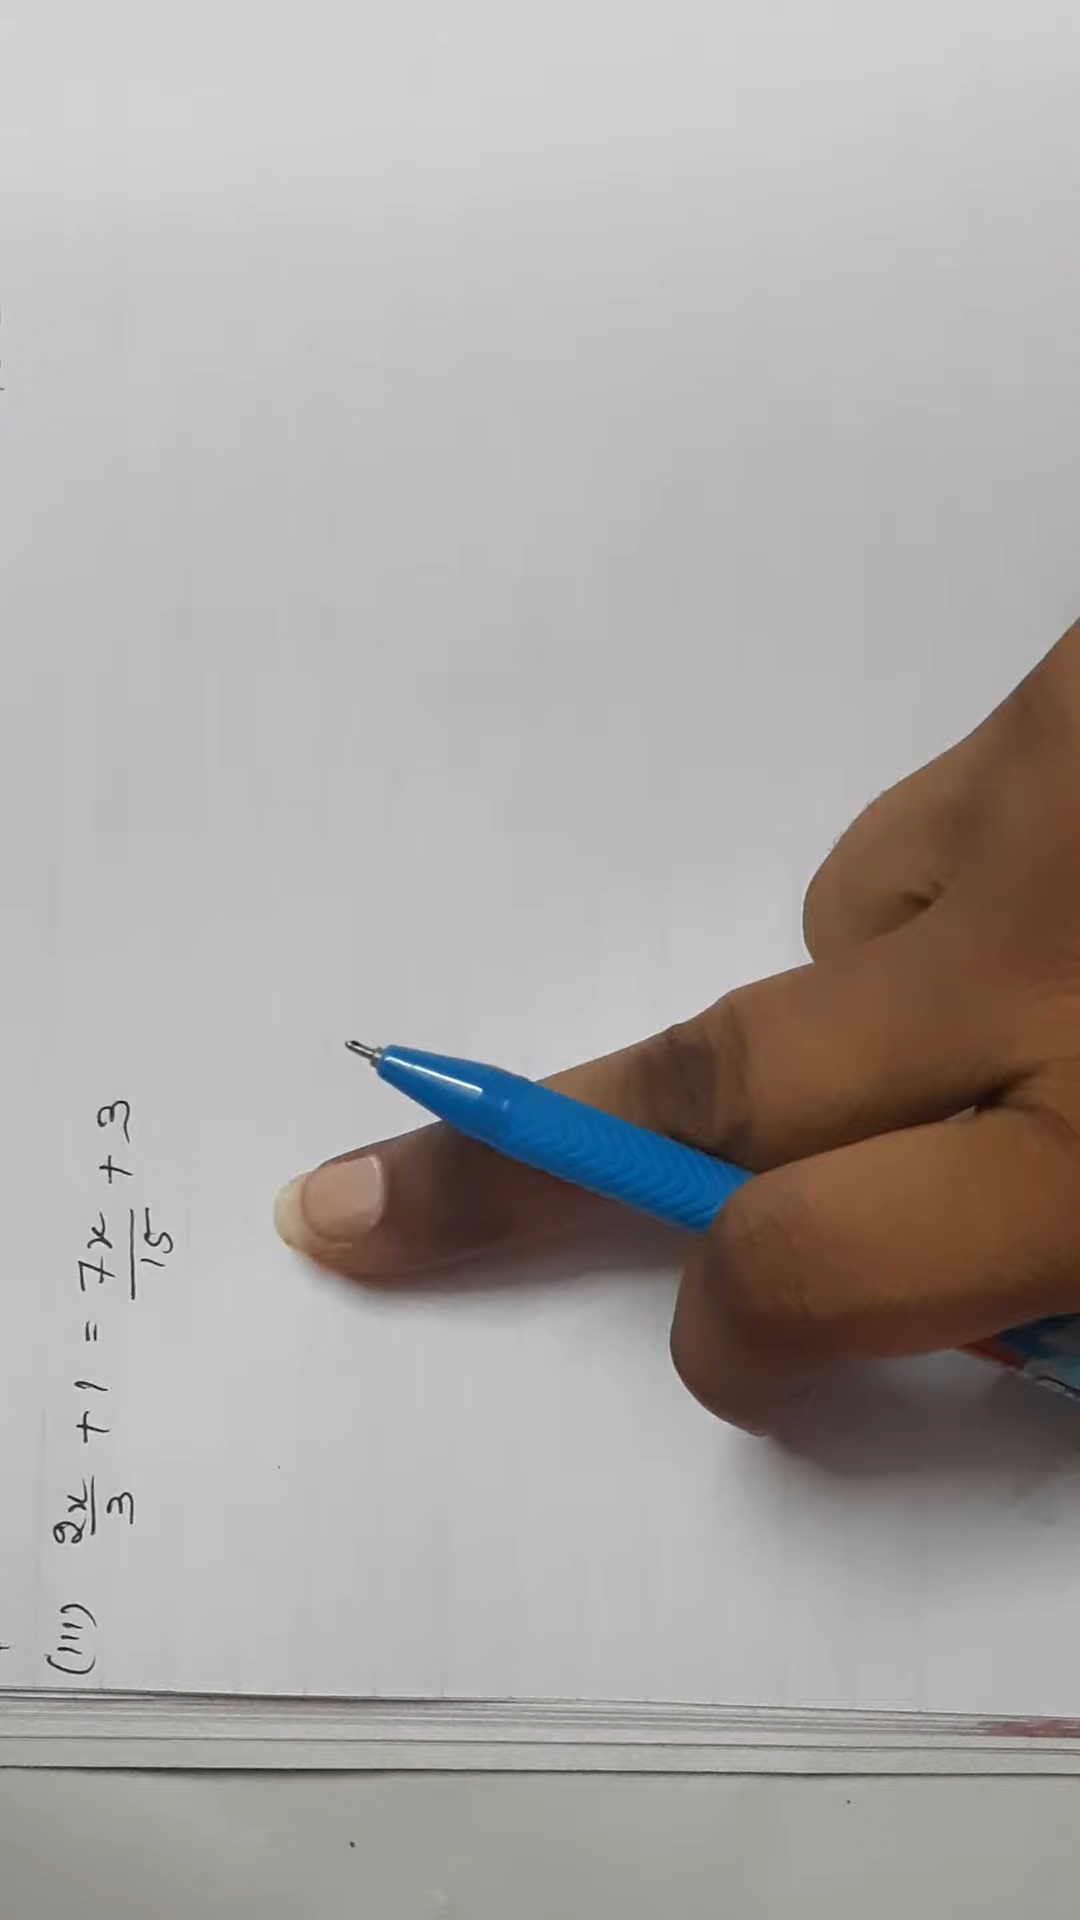 (iii) 2x/3 + 1 = 7x/15 + 3